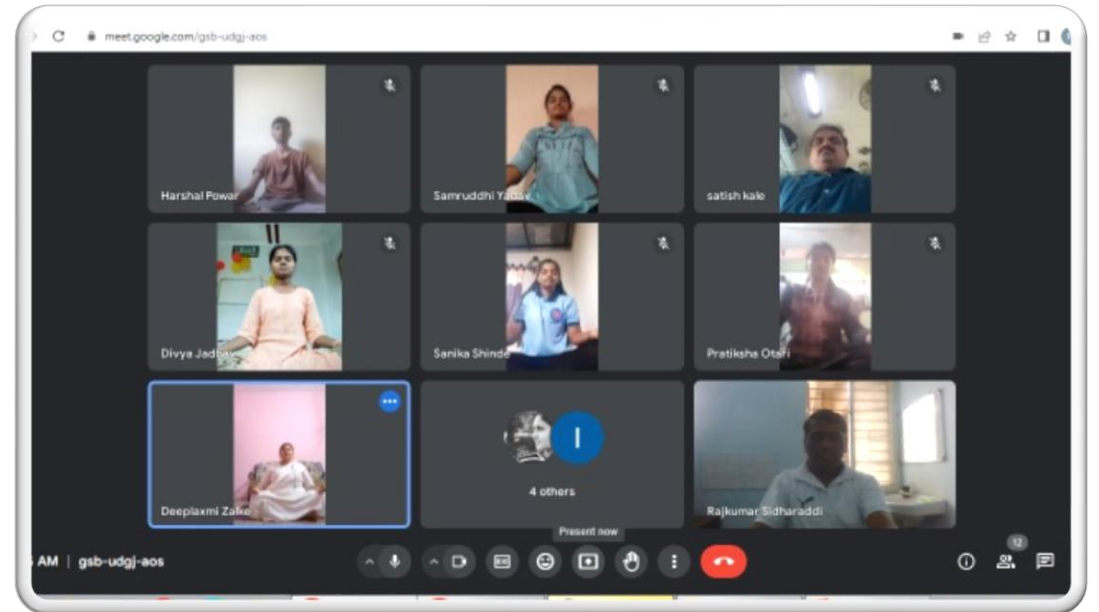 meet.google.com/gsb-udgj-aos
Harshal Powar
Samruddhi Yadav
satish kale
Divya Jadhav
Sanika Shinde
Pratiksha Otari
Deeplaxmi Zalke
I
4 others
Rajkumar Sidharaddi
Present now
12
AM | gsb-udgj-aos